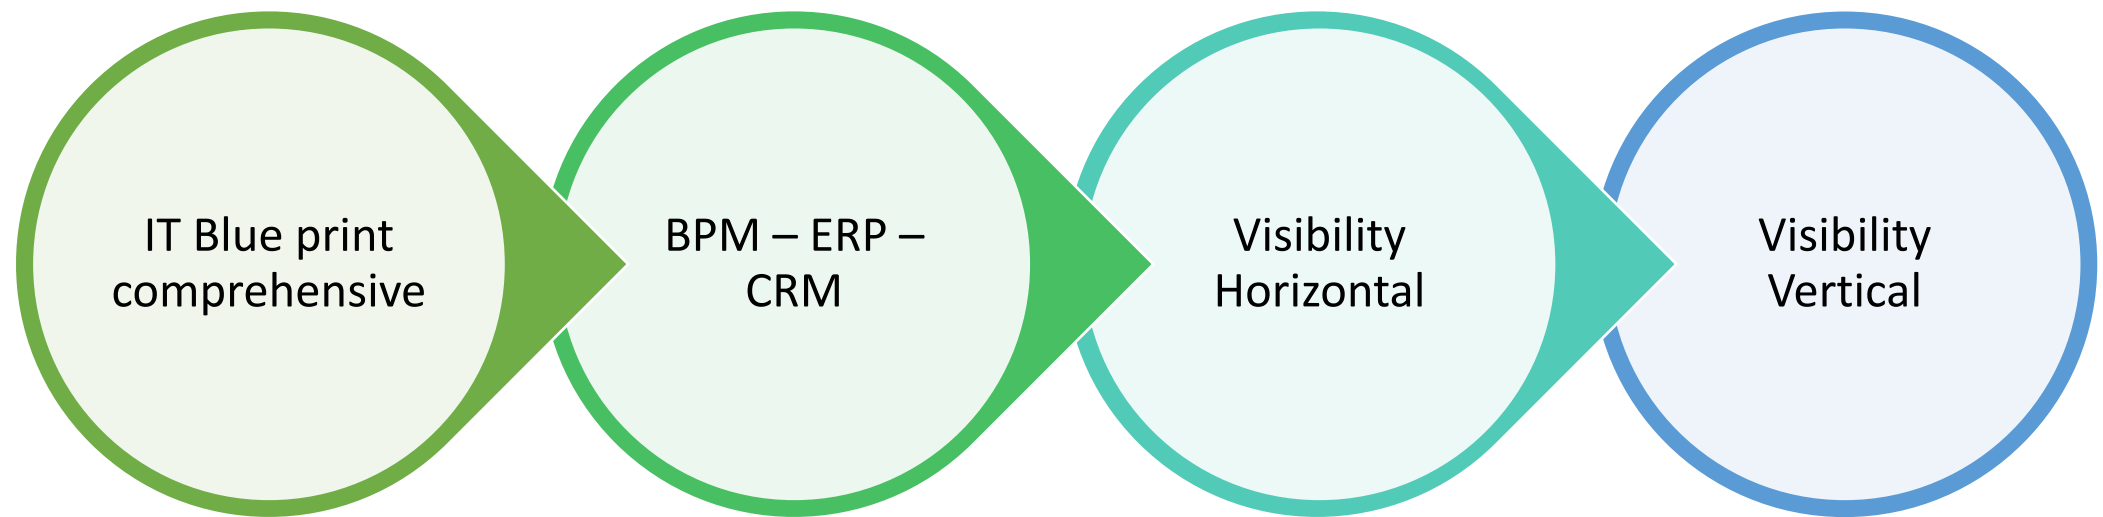 IT Blue print
comprehensive
BPM – ERP –
CRM
Visibility
Horizontal
Visibility
Vertical